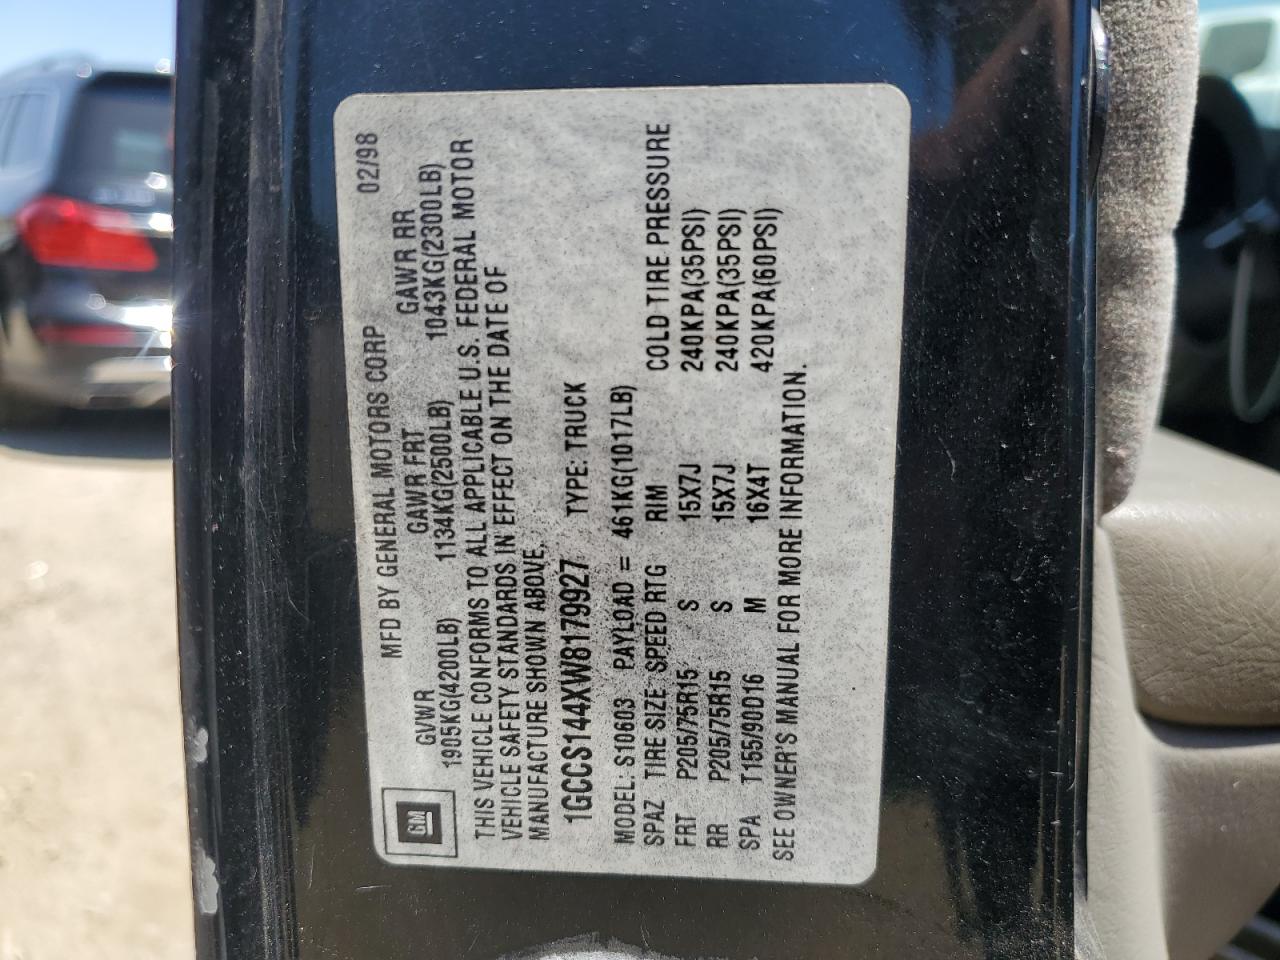 GM
MFD BY GENERAL MOTORS CORP 02/98
GVWR GAWR FRT GAWR RR
1905KG(4200LB) 1134KG(2500LB) 1043KG(2300LB)
THIS VEHICLE CONFORMS TO ALL APPLICABLE U.S. FEDERAL MOTOR
VEHICLE SAFETY STANDARDS IN EFFECT ON THE DATE OF
MANUFACTURE SHOWN ABOVE.
1GCCS144XW8179927 TYPE: TRUCK
MODEL: S10603 PAYLOAD = 461KG(1017LB)
SPAZ TIRE SIZE SPEED RTG RIM COLD TIRE PRESSURE
FRT P205/75R15 S 15X7J 240KPA(35PSI)
RR P205/75R15 S 15X7J 240KPA(35PSI)
SPA T155/90D16 M 16X4T 420KPA(60PSI)
SEE OWNER'S MANUAL FOR MORE INFORMATION.